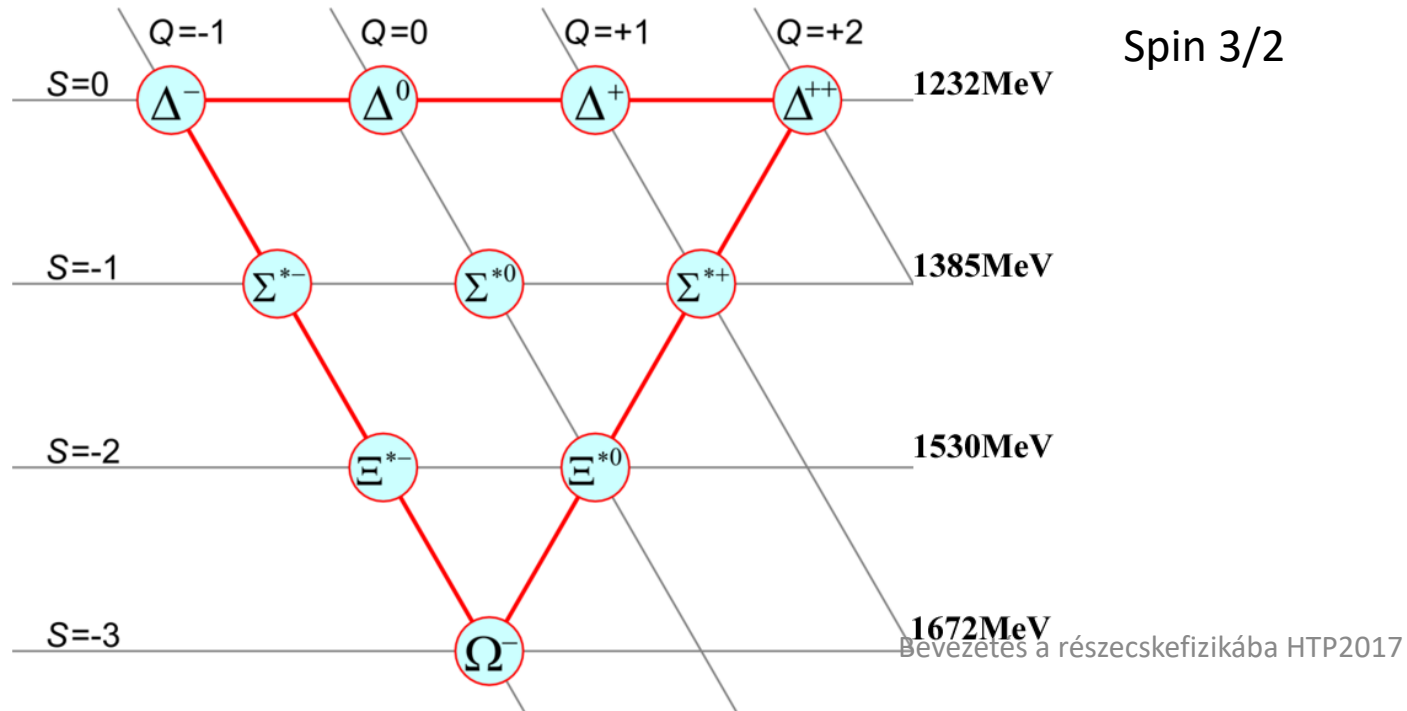 Q=-1 Q=0 Q=+1 Q=+2 Spin 3/2
S=0 Δ⁻ Δ⁰ Δ⁺ Δ⁺⁺ 1232MeV
S=-1 Σ*⁻ Σ*⁰ Σ*⁺ 1385MeV
S=-2 Ξ*⁻ Ξ*⁰ 1530MeV
S=-3 Ω⁻ 1672MeV
Bevezetés a részecskefizikába HTP2017